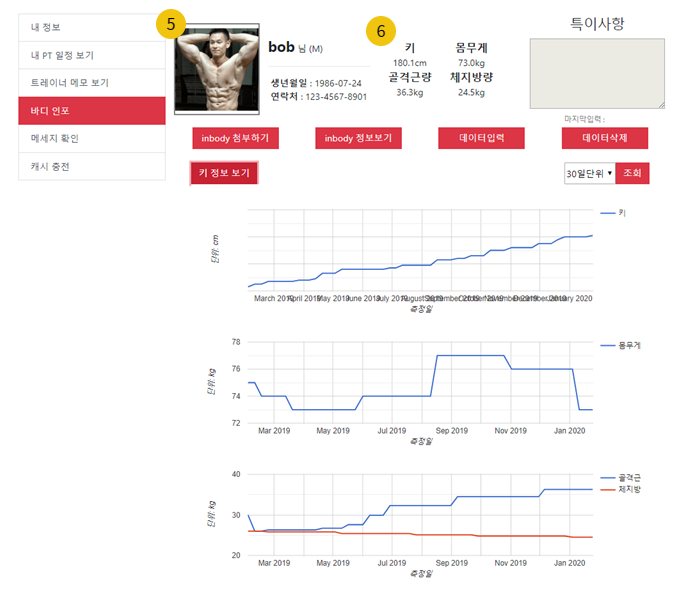 내 정보
내 PT 일정 보기
트레이너 메모 보기
바디 인포
메세지 확인
캐시 충전
5
bob 님 (M)
생년월일 : 1986-07-24
연락처 : 123-4567-8901
6
키 몸무게
180.1cm 73.0kg
골격근량 체지방량
36.3kg 24.5kg
특이사항
마지막입력 :
inbody 첨부하기
inbody 정보보기
데이터입력
데이터삭제
키 정보 보기
30일단위 ▼ 조회
키
단위: cm
March 2019 April 2019 May 2019 June 2019 July 2019 August 2019 September 2019 October 2019 November 2019 December 2019 January 2020
측정일
몸무게
단위: kg
78
76
74
72
Mar 2019 May 2019 Jul 2019 Sep 2019 Nov 2019 Jan 2020
측정일
골격근
체지방
단위: kg
40
30
20
Mar 2019 May 2019 Jul 2019 Sep 2019 Nov 2019 Jan 2020
측정일